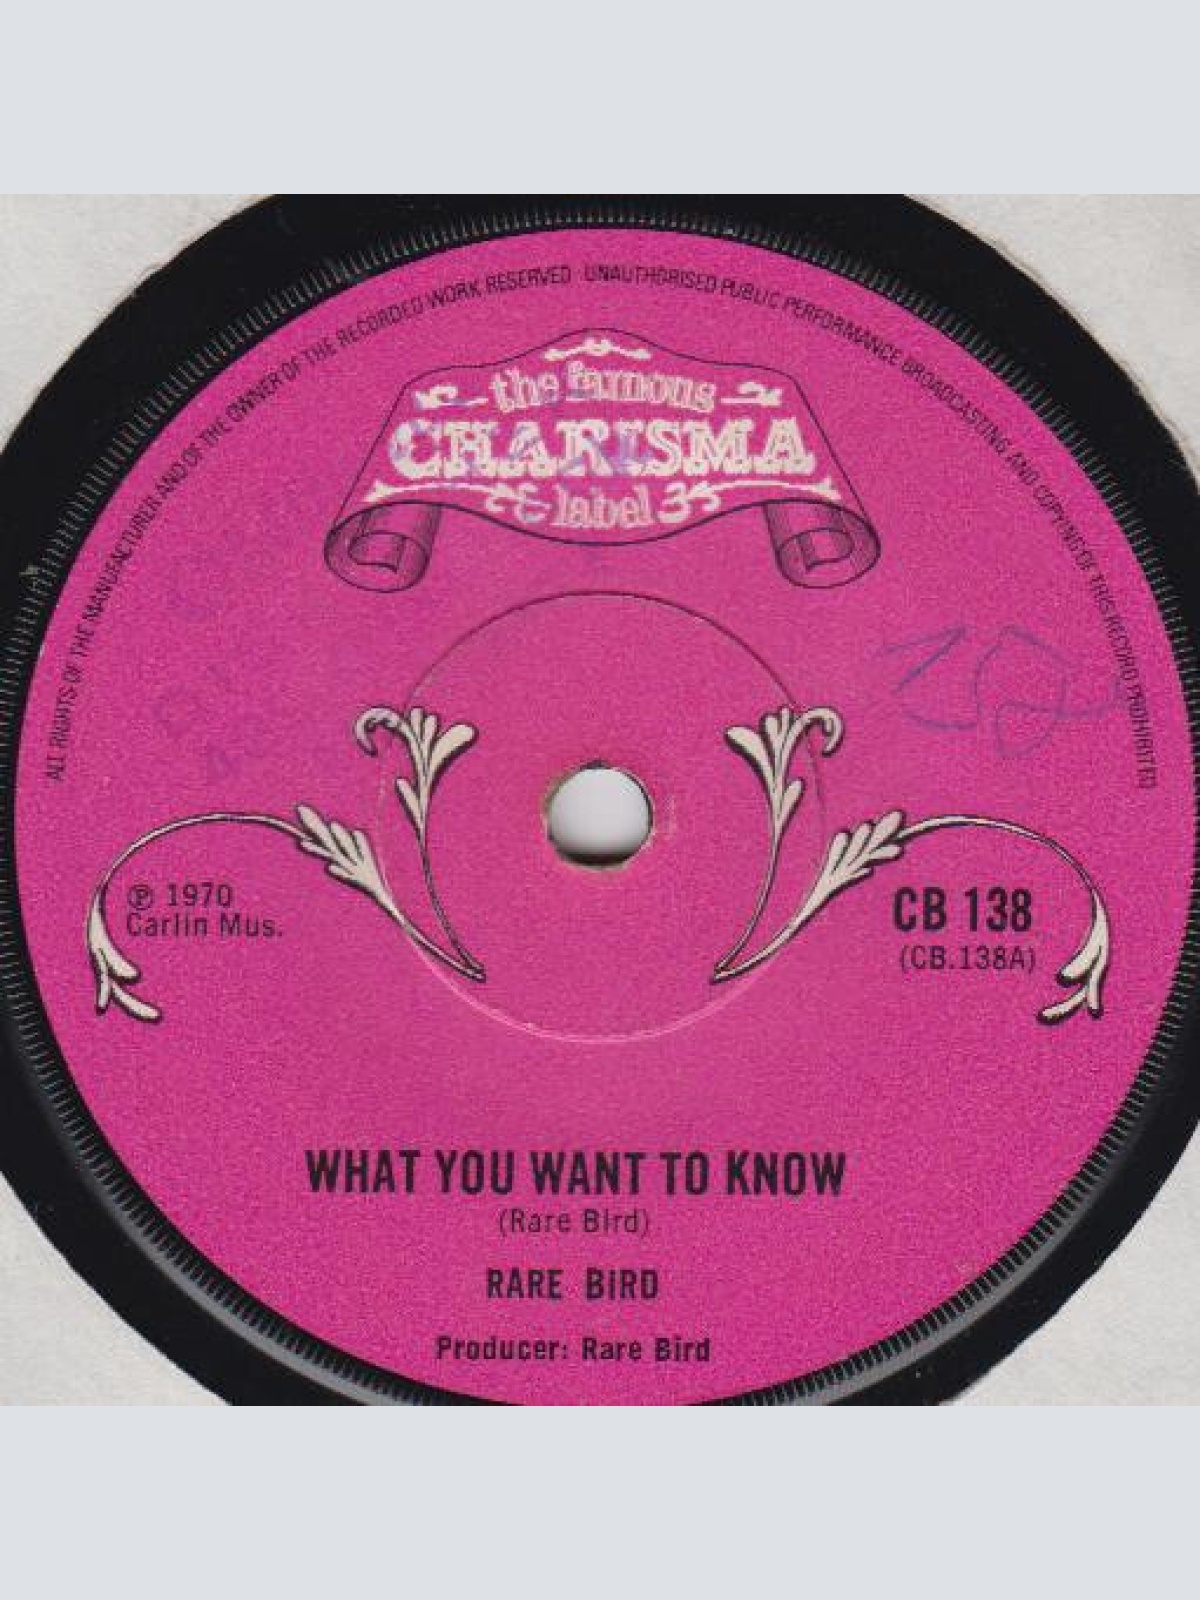 ALL RIGHTS OF THE MANUFACTURER AND OF THE OWNER OF THE RECORDED WORK RESERVED · UNAUTHORISED PUBLIC PERFORMANCE BROADCASTING AND COPYING OF THIS RECORD PROHIBITED
the famous
CHARISMA
label
℗ 1970
Carlin Mus.
CB 138
(CB.138A)
WHAT YOU WANT TO KNOW
(Rare Bird)
RARE BiRD
Producer: Rare Bird